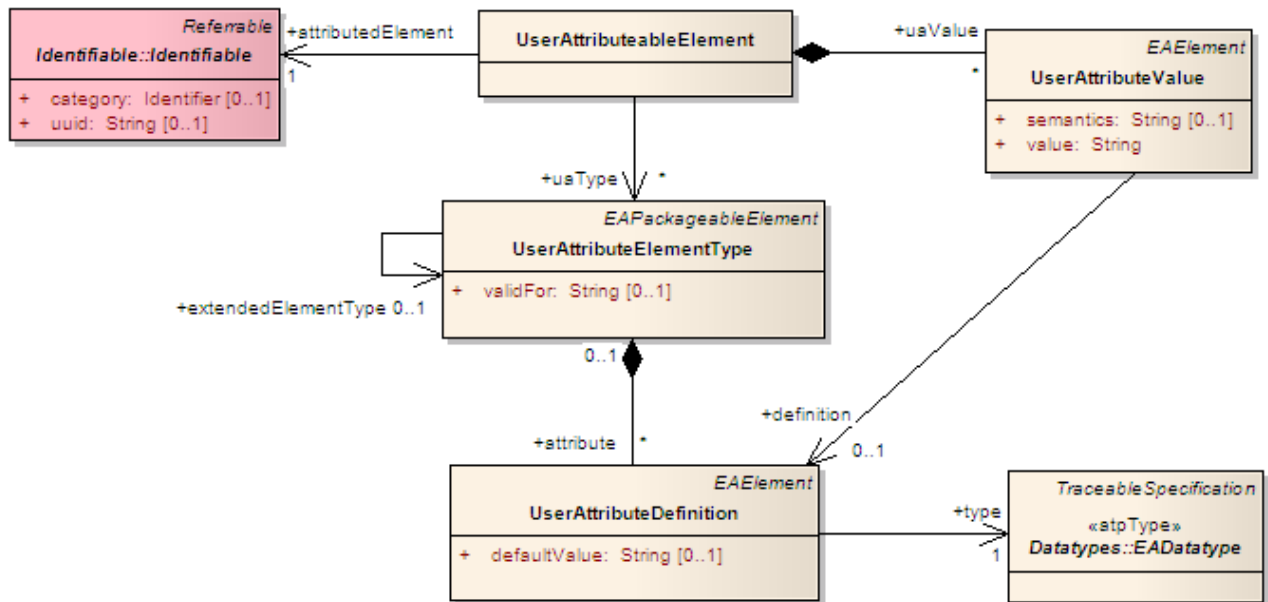 Referrable
Identifiable::Identifiable
+ category: Identifier [0..1]
+ uuid: String [0..1]
+attributedElement
1
UserAttributeableElement
+uaValue
*
EAElement
UserAttributeValue
+ semantics: String [0..1]
+ value: String
+uaType
*
EAPackageableElement
UserAttributeElementType
+ validFor: String [0..1]
+extendedElementType 0..1
0..1
+definition
0..1
+attribute
*
EAElement
UserAttributeDefinition
+ defaultValue: String [0..1]
+type
1
TraceableSpecification
«atpType»
Datatypes::EADatatype